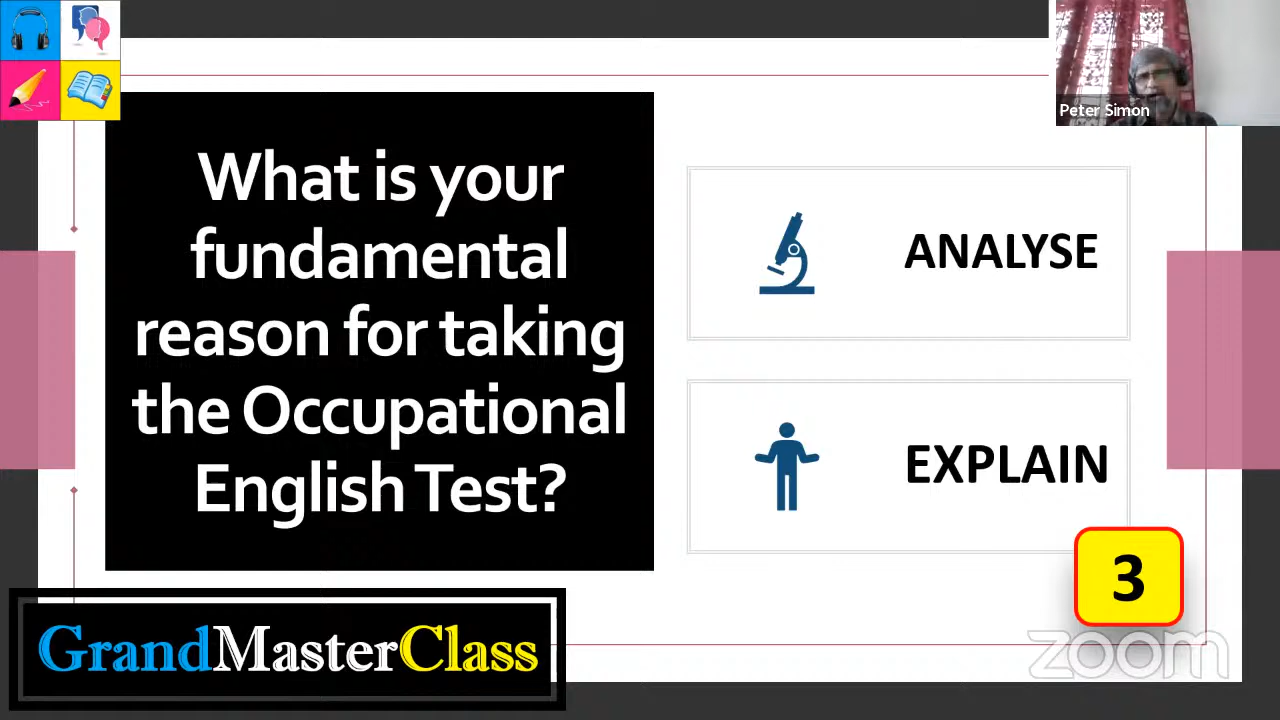 Peter Simon
What is your
fundamental
reason for taking
the Occupational
English Test?
ANALYSE
EXPLAIN
3
GrandMasterClass
zoom